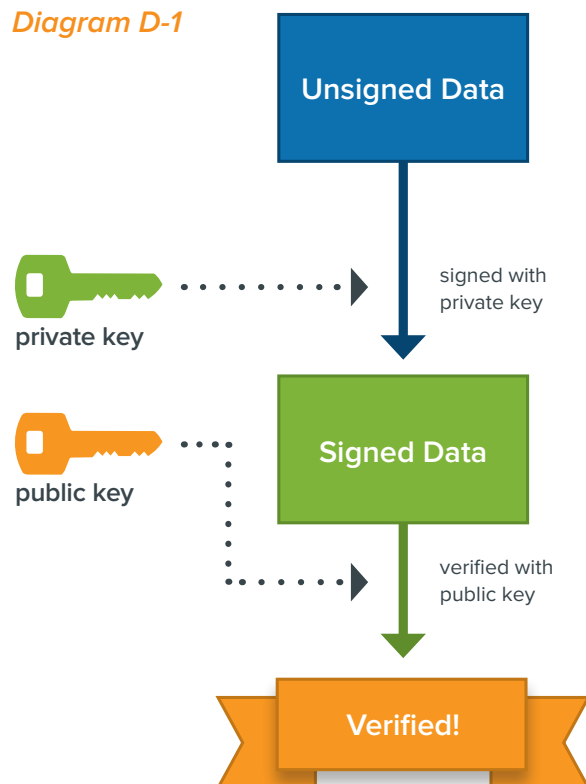 Diagram D-1
Unsigned Data
signed with
private key
private key
Signed Data
public key
verified with
public key
Verified!